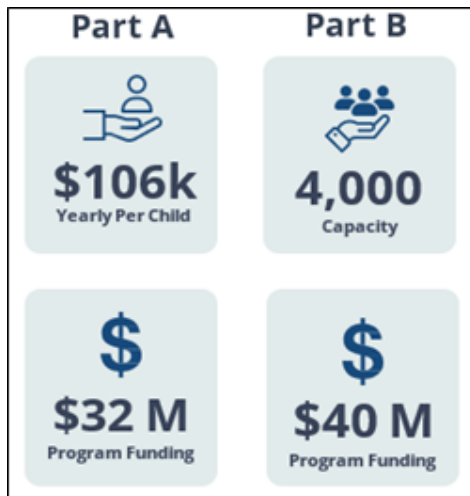 Part A
$106k
Yearly Per Child
$
$32 M
Program Funding
Part B
4,000
Capacity
$
$40 M
Program Funding